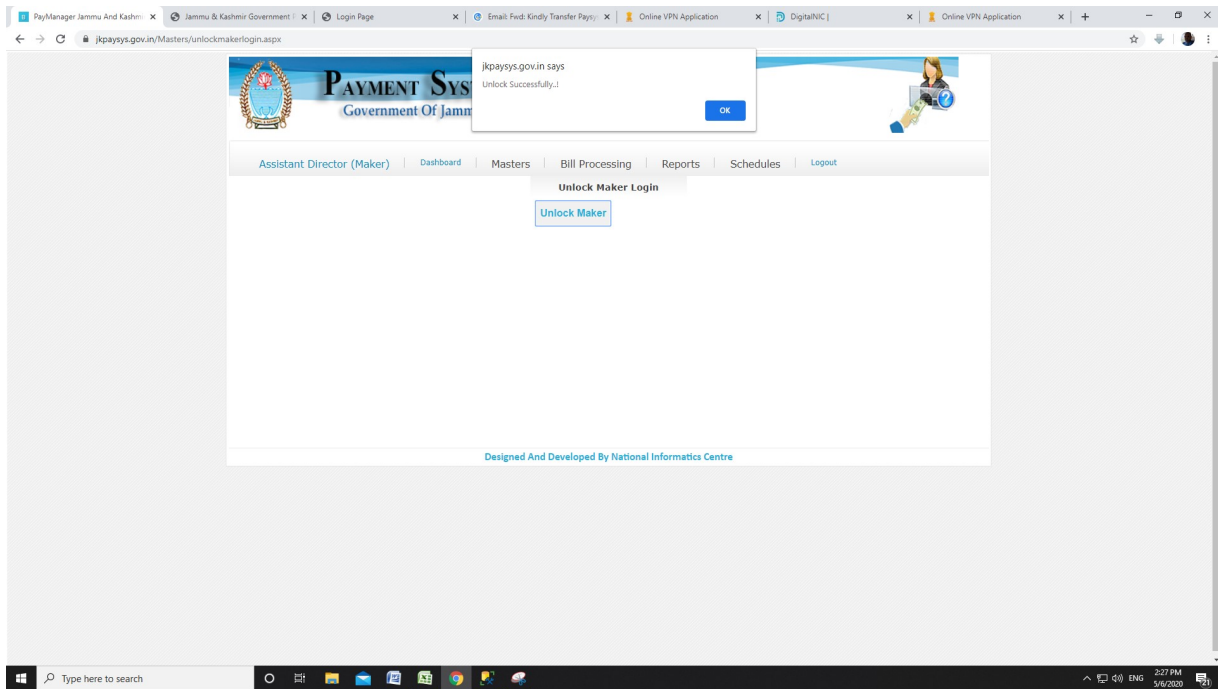 PayManager Jammu And Kashm
Jammu & Kashmir Government
Login Page
Email: Fwd: Kindly Transfer Paysy
Online VPN Application
DigitalNIC |
Online VPN Application
jkpaysys.gov.in/Masters/unlockmakerlogin.aspx
jkpaysys.gov.in says
Unlock Successfully..!
OK
PAYMENT SYS
Government Of Jamm
Assistant Director (Maker)
Dashboard
Masters
Bill Processing
Reports
Schedules
Logout
Unlock Maker Login
Unlock Maker
Designed And Developed By National Informatics Centre
Type here to search
ENG
2:27 PM
5/6/2020
21